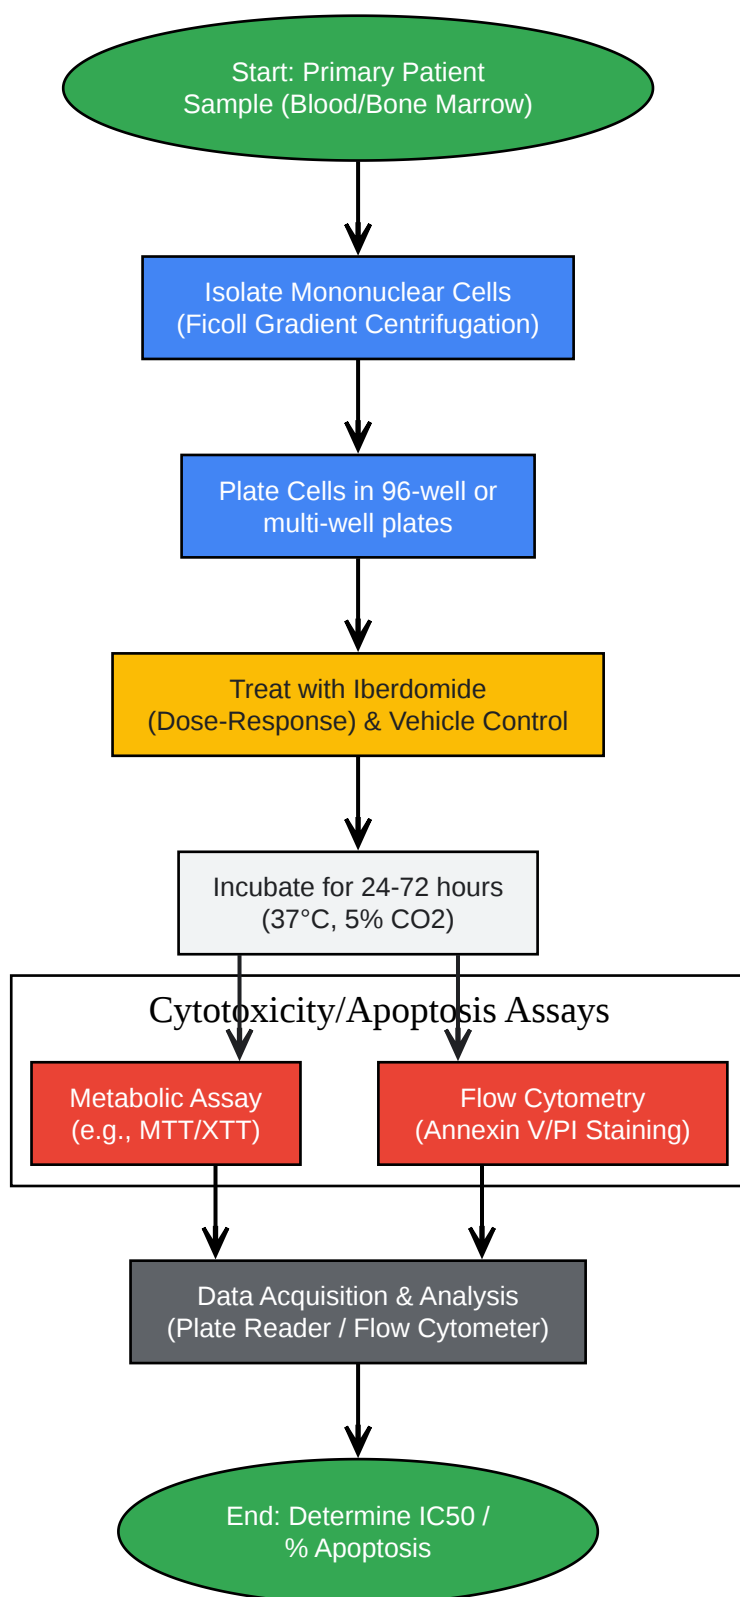 Start: Primary Patient
Sample (Blood/Bone Marrow)
Isolate Mononuclear Cells
(Ficoll Gradient Centrifugation)
Plate Cells in 96-well or
multi-well plates
Treat with Iberdomide
(Dose-Response) & Vehicle Control
Incubate for 24-72 hours
(37°C, 5% CO2)
Cytotoxicity/Apoptosis Assays
Metabolic Assay
(e.g., MTT/XTT)
Flow Cytometry
(Annexin V/PI Staining)
Data Acquisition & Analysis
(Plate Reader / Flow Cytometer)
End: Determine IC50 /
% Apoptosis